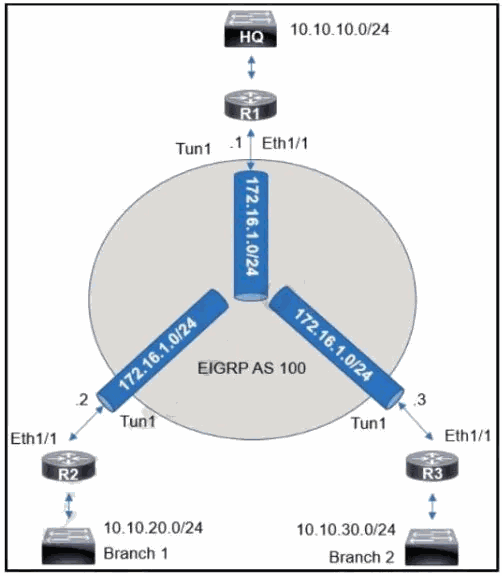 HQ
10.10.10.0/24
R1
Tun1
.1
Eth1/1
172.16.1.0/24
172.16.1.0/24
172.16.1.0/24
EIGRP AS 100
.2
Tun1
Tun1
.3
Eth1/1
Eth1/1
R2
R3
10.10.20.0/24
Branch 1
10.10.30.0/24
Branch 2